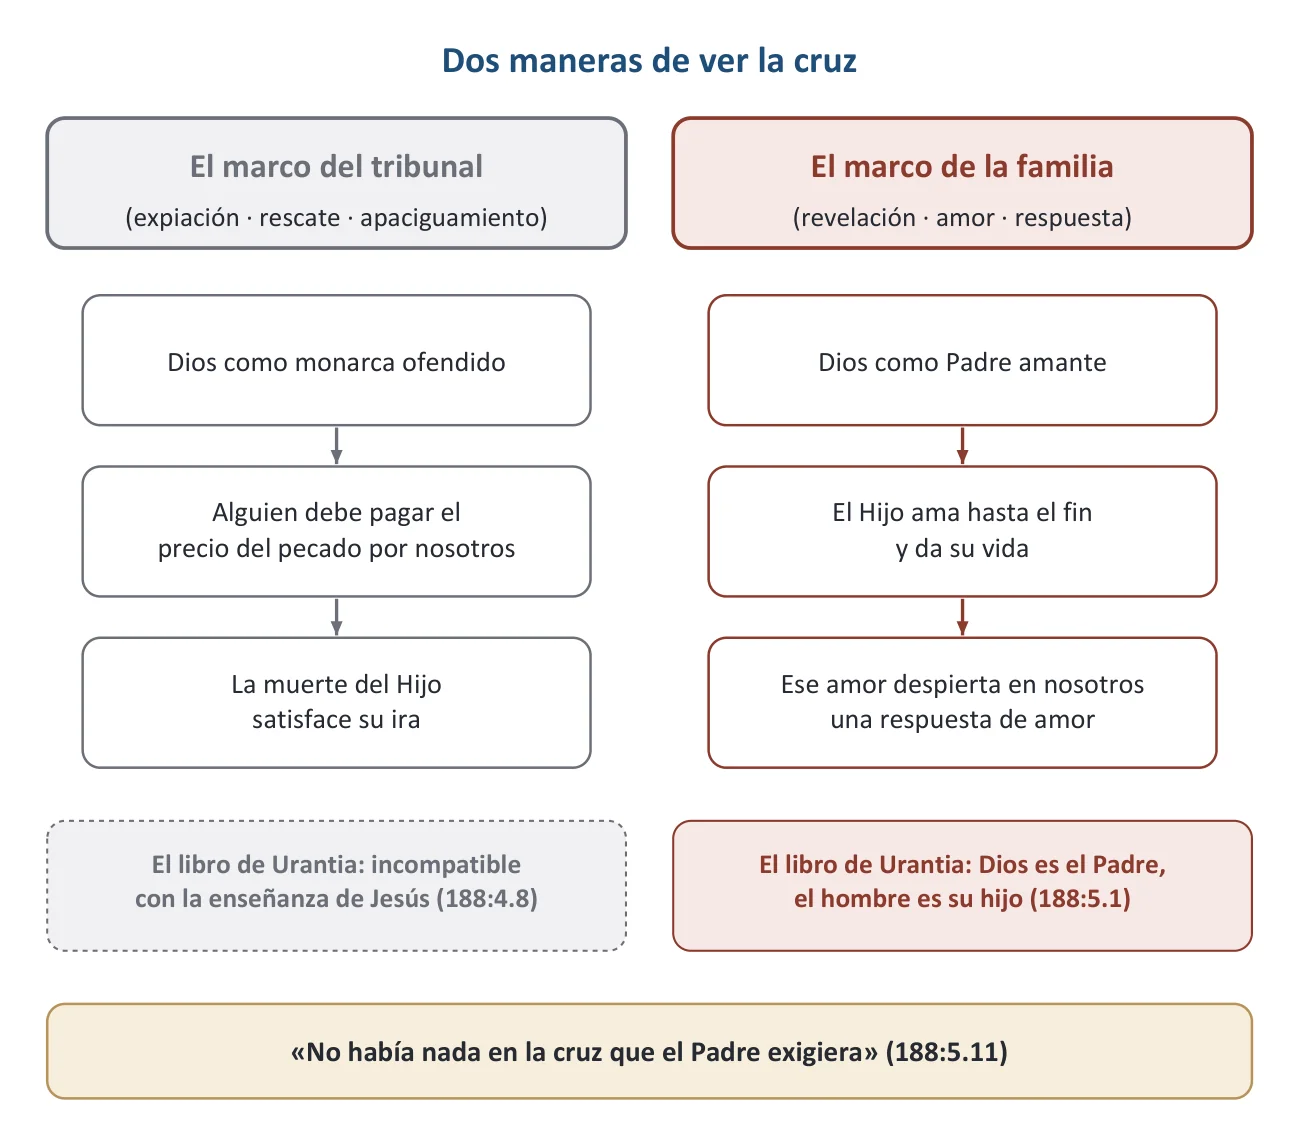 Dos maneras de ver la cruz
El marco del tribunal
(expiación · rescate · apaciguamiento)
Dios como monarca ofendido
Alguien debe pagar el
precio del pecado por nosotros
La muerte del Hijo
satisface su ira
El libro de Urantia: incompatible
con la enseñanza de Jesús (188:4.8)
El marco de la familia
(revelación · amor · respuesta)
Dios como Padre amante
El Hijo ama hasta el fin
y da su vida
Ese amor despierta en nosotros
una respuesta de amor
El libro de Urantia: Dios es el Padre,
el hombre es su hijo (188:5.1)
«No había nada en la cruz que el Padre exigiera» (188:5.11)